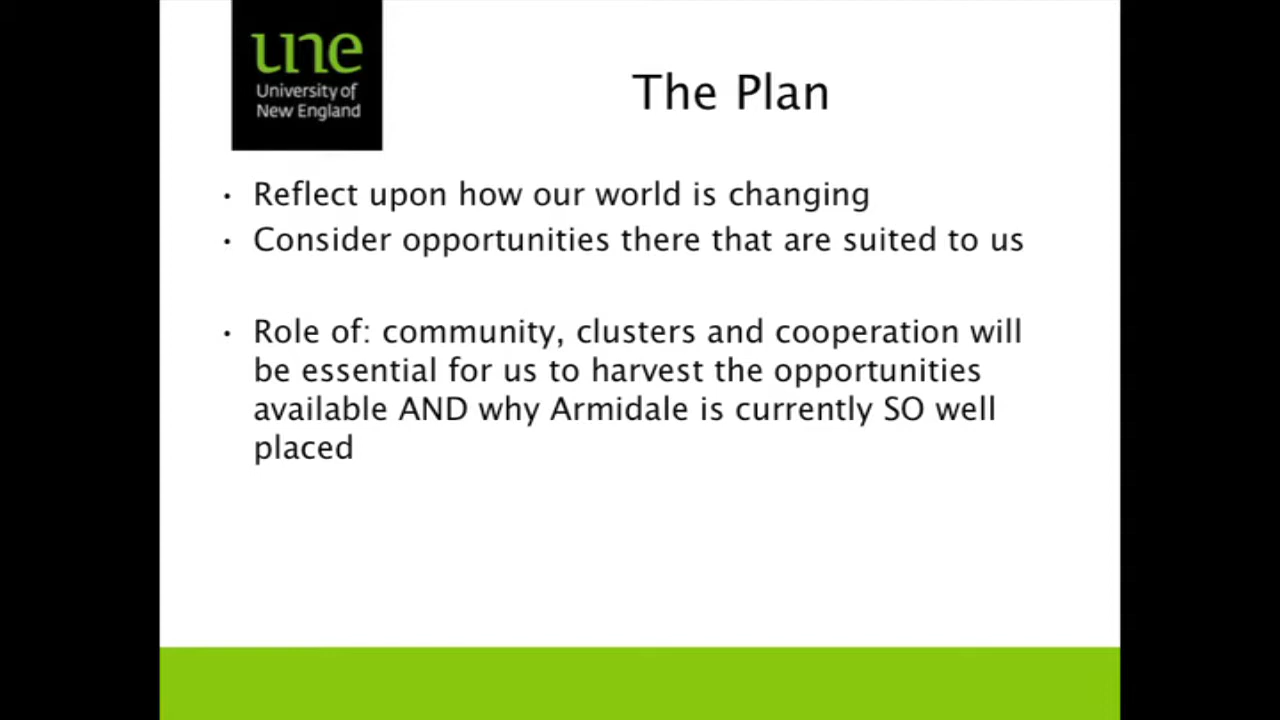 une
University of
New England
The Plan
• Reflect upon how our world is changing
• Consider opportunities there that are suited to us
• Role of: community, clusters and cooperation will
be essential for us to harvest the opportunities
available AND why Armidale is currently SO well
placed